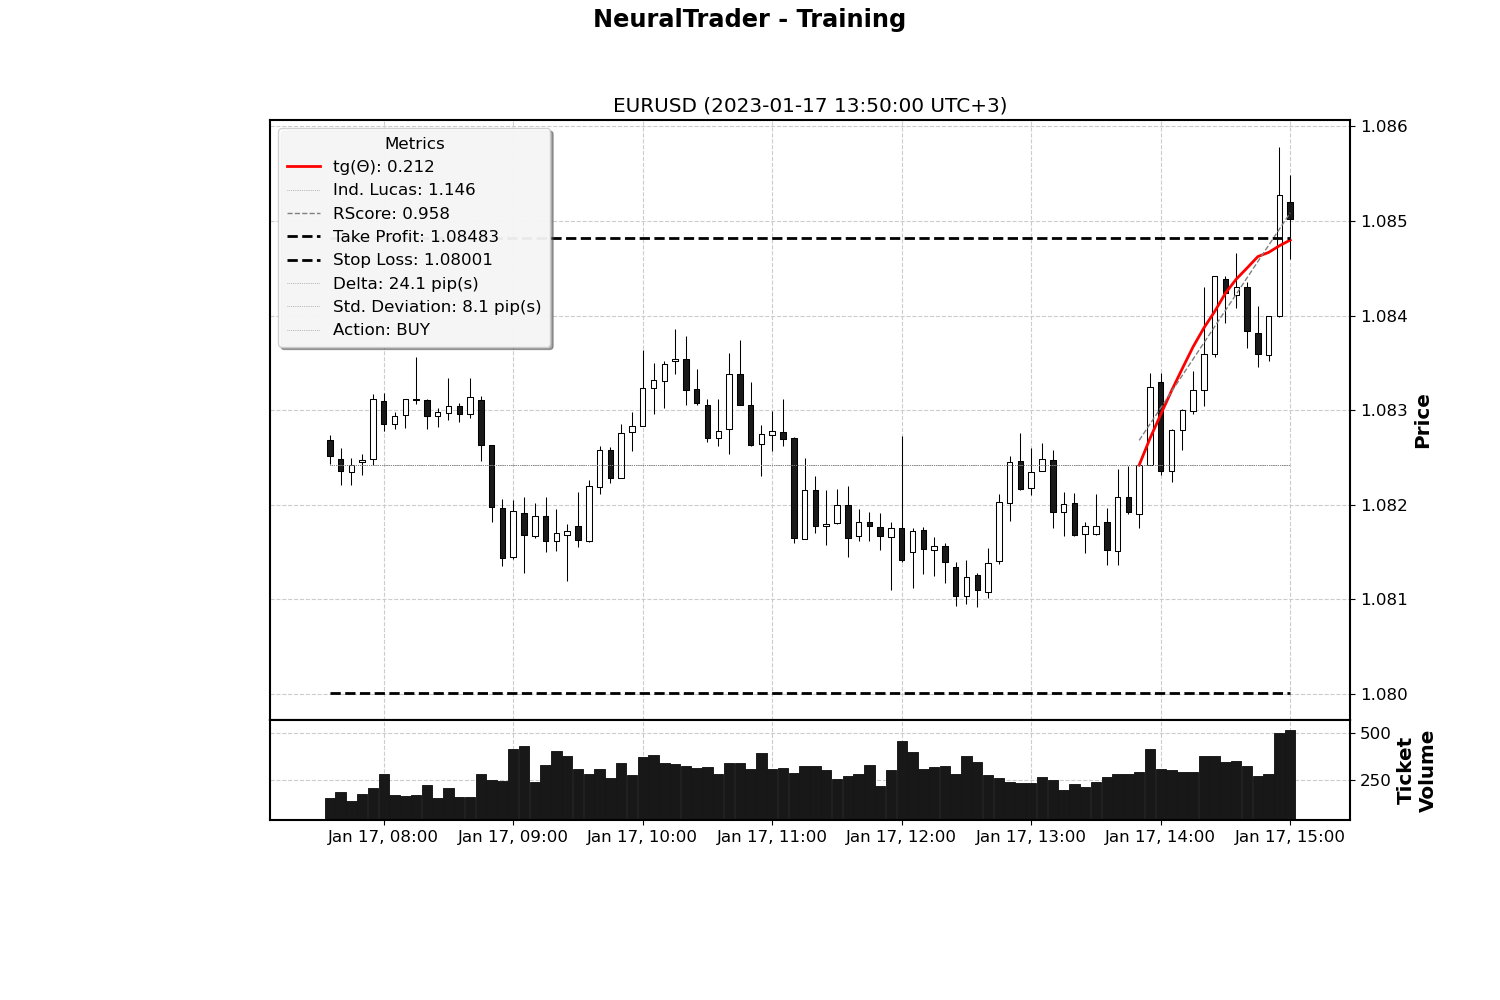 NeuralTrader - Training
EURUSD (2023-01-17 13:50:00 UTC+3)
Metrics
tg(Θ): 0.212
Ind. Lucas: 1.146
RScore: 0.958
Take Profit: 1.08483
Stop Loss: 1.08001
Delta: 24.1 pip(s)
Std. Deviation: 8.1 pip(s)
Action: BUY
1.086
1.085
1.084
1.083
1.082
1.081
1.080
Price
500
250
Ticket
Volume
Jan 17, 08:00
Jan 17, 09:00
Jan 17, 10:00
Jan 17, 11:00
Jan 17, 12:00
Jan 17, 13:00
Jan 17, 14:00
Jan 17, 15:00